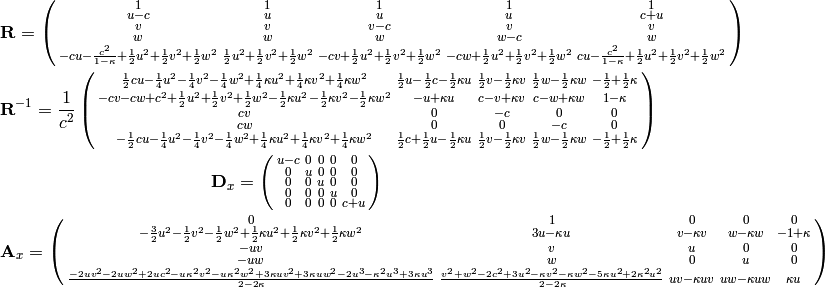 R = ( 1 1 1 1 1
u−c u u u c+u
v v v−c v v
w w w w−c w
−cu−c²/(1−κ)+½u²+½v²+½w² ½u²+½v²+½w² −cv+½u²+½v²+½w² −cw+½u²+½v²+½w² cu−c²/(1−κ)+½u²+½v²+½w² )
R⁻¹ = 1/c² ( ½cu−¼u²−¼v²−¼w²+¼κu²+¼κv²+¼κw² ½u−½c−½κu ½v−½κv ½w−½κw −½+½κ
−cv−cw+c²+½u²+½v²+½w²−½κu²−½κv²−½κw² −u+κu c−v+κv c−w+κw 1−κ
cv 0 −c 0 0
cw 0 0 −c 0
−½cu−¼u²−¼v²−¼w²+¼κu²+¼κv²+¼κw² ½c+½u−½κu ½v−½κv ½w−½κw −½+½κ )
Dₓ = ( u−c 0 0 0 0
0 u 0 0 0
0 0 u 0 0
0 0 0 u 0
0 0 0 0 c+u )
Aₓ = ( 0 1 0 0 0
−3/2u²−½v²−½w²+½κu²+½κv²+½κw² 3u−κu v−κv w−κw −1+κ
−uv v u 0 0
−uw w 0 u 0
(−2uv²−2uw²+2uc²−uκ²v²−uκ²w²+3κuv²+3κuw²−2u³−κ²u³+3κu³)/(2−2κ) (v²+w²−2c²+3u²−κv²−κw²−5κu²+2κ²u²)/(2−2κ) uv−κuv uw−κuw κu )